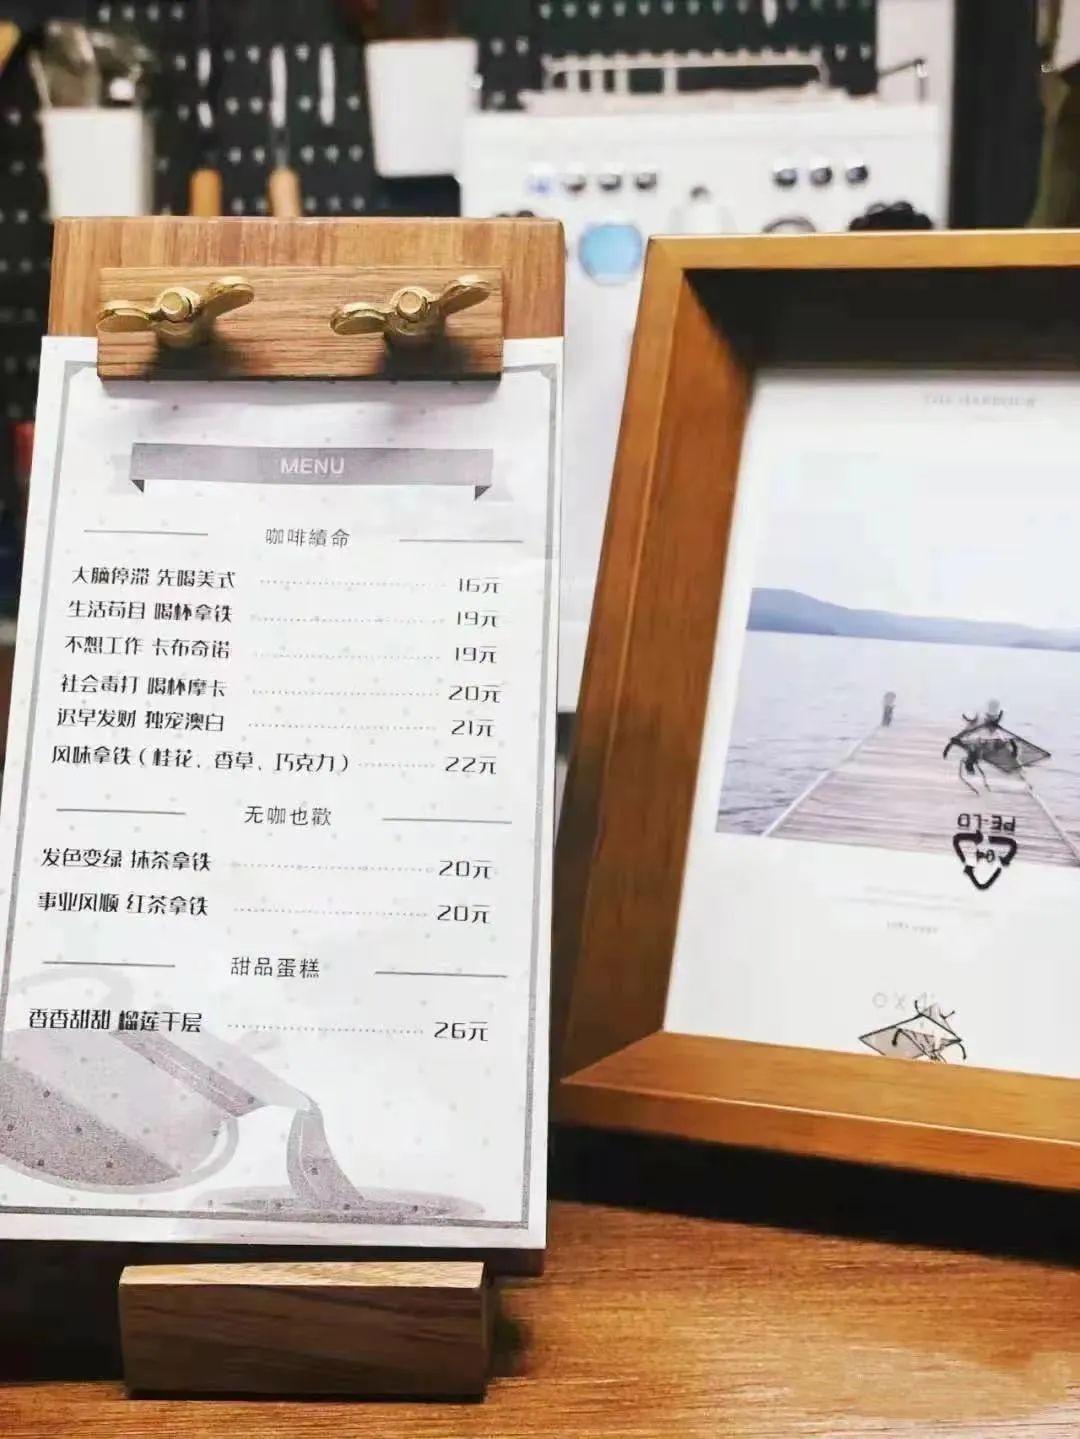 MENU
咖啡續命
大脑停滞 先喝美式 16元
生活苟且 喝杯拿铁 19元
不想工作 卡布奇诺 19元
社会毒打 喝杯摩卡 20元
迟早发财 独宠澳白 21元
风味拿铁（桂花、香草、巧克力） 22元
无咖也歡
发色变绿 抹茶拿铁 20元
事业风顺 红茶拿铁 20元
甜品蛋糕
香香甜甜 榴莲千层 26元
THE HARBOUR
PE-LD
04